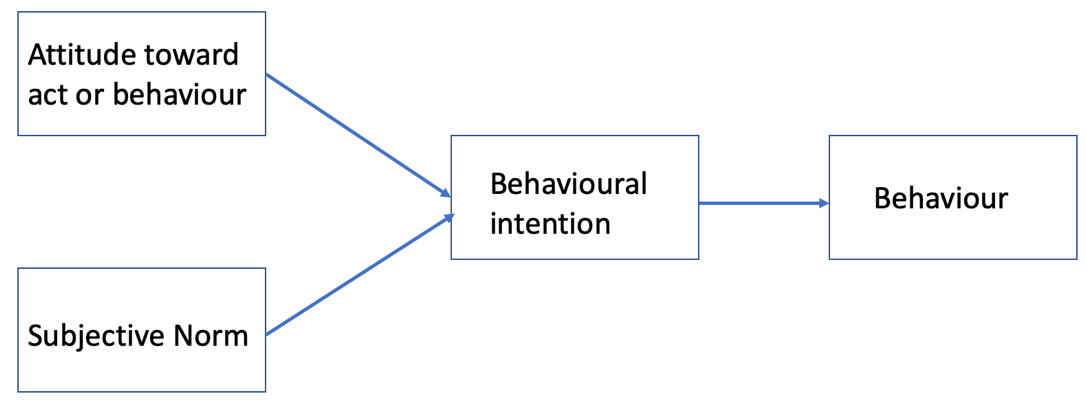 Attitude toward
act or behaviour
Behavioural
intention
Behaviour
Subjective Norm